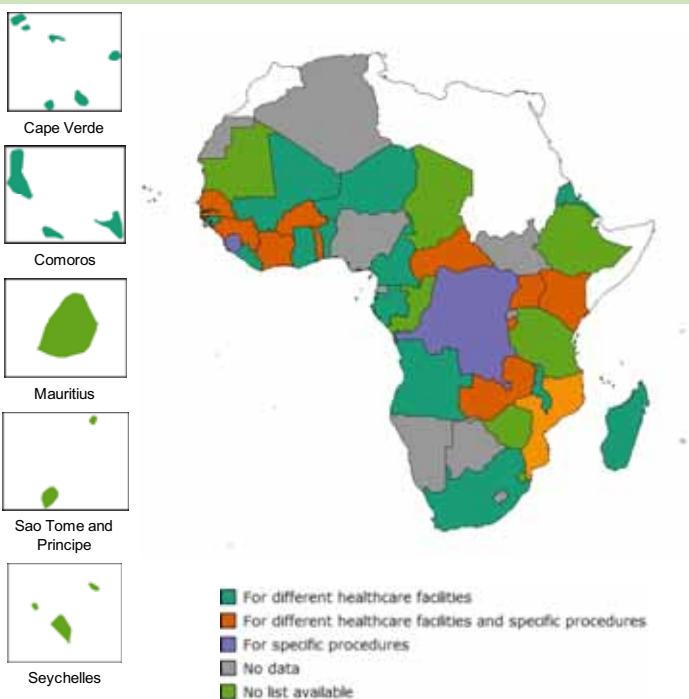 Cape Verde
Comoros
Mauritius
Sao Tome and
Principe
Seychelles
For different healthcare facilities
For different healthcare facilities and specific procedures
For specific procedures
No data
No list available